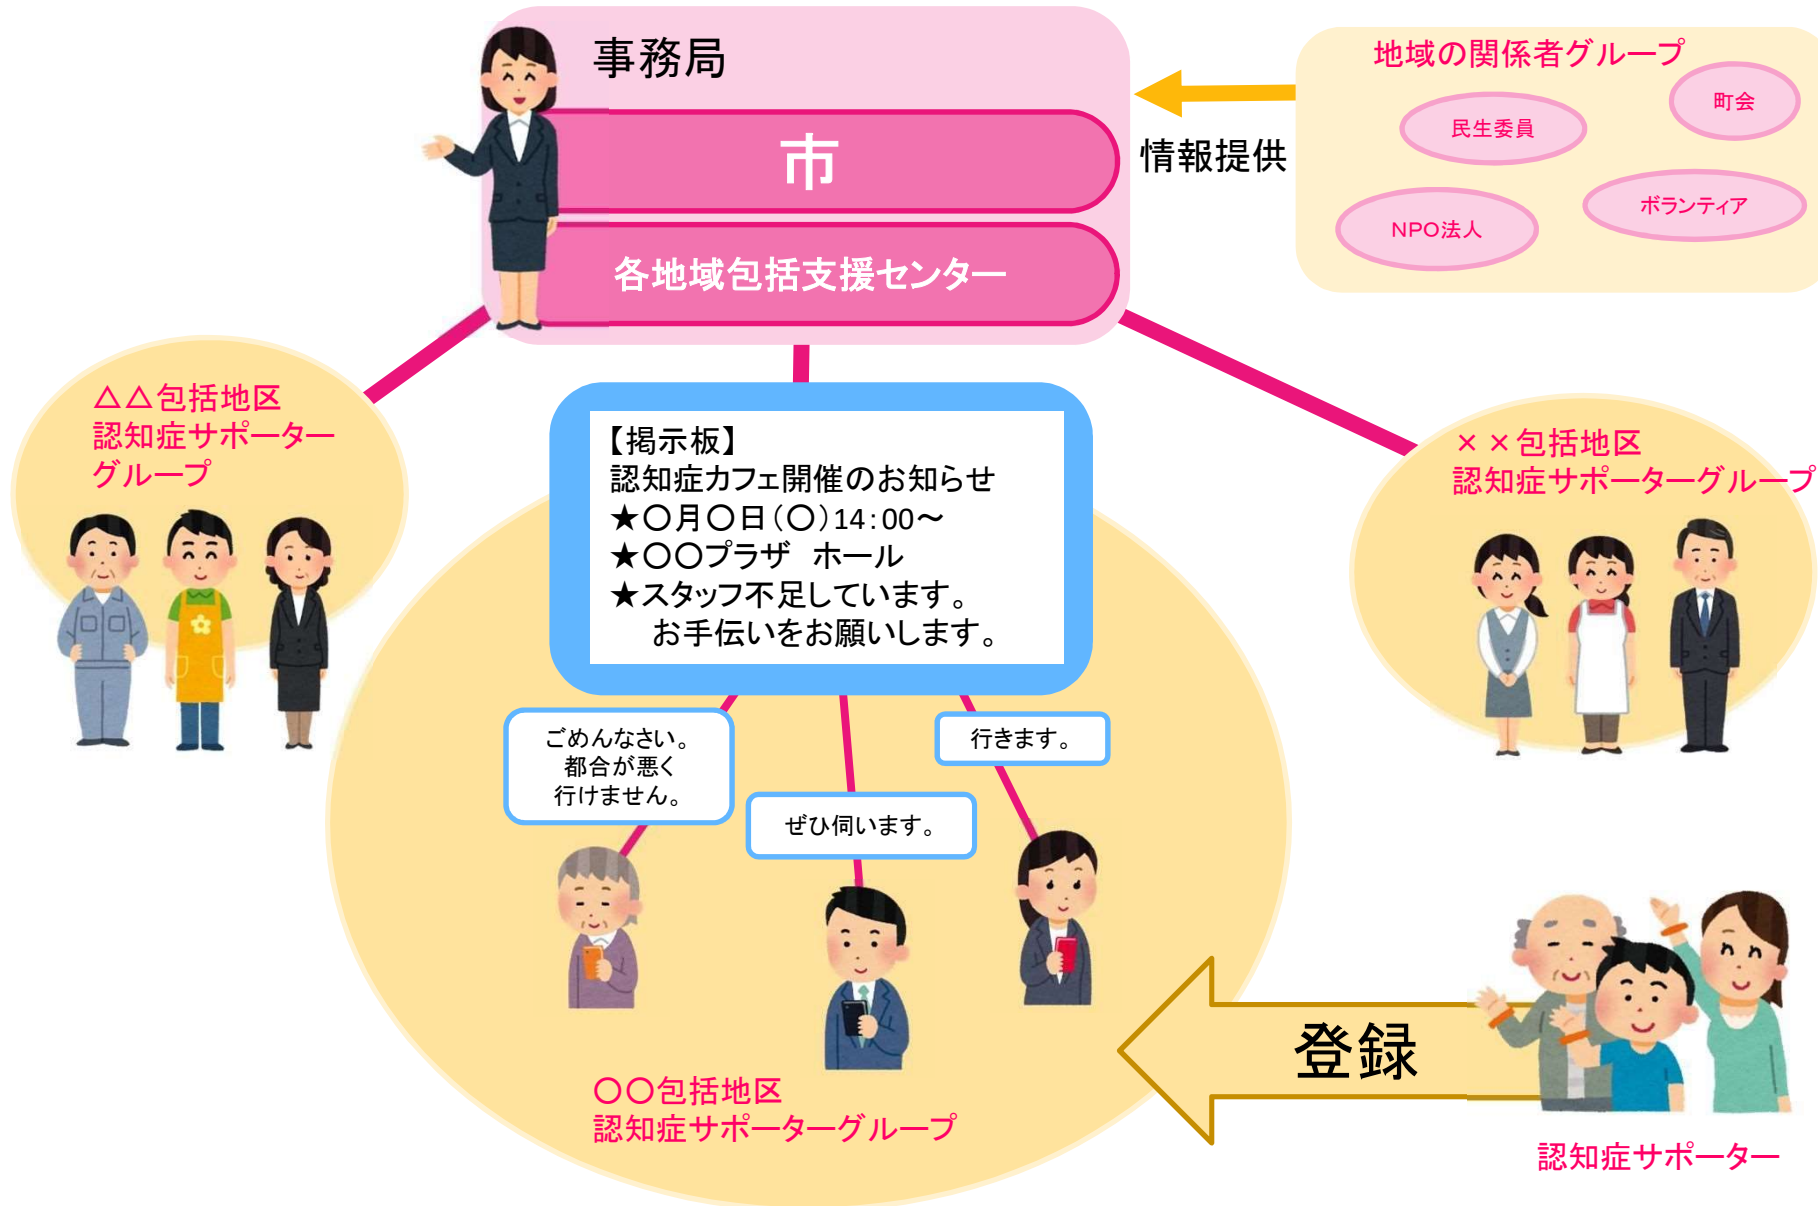 事務局
市
各地域包括支援センター
情報提供
地域の関係者グループ
町会
民生委員
ボランティア
NPO法人
△△包括地区
認知症サポーター
グループ
【掲示板】
認知症カフェ開催のお知らせ
★〇月〇日(〇)14:00～
★〇〇プラザ　ホール
★スタッフ不足しています。
お手伝いをお願いします。
××包括地区
認知症サポーターグループ
ごめんなさい。
都合が悪く
行けません。
ぜひ伺います。
行きます。
〇〇包括地区
認知症サポーターグループ
登録
認知症サポーター